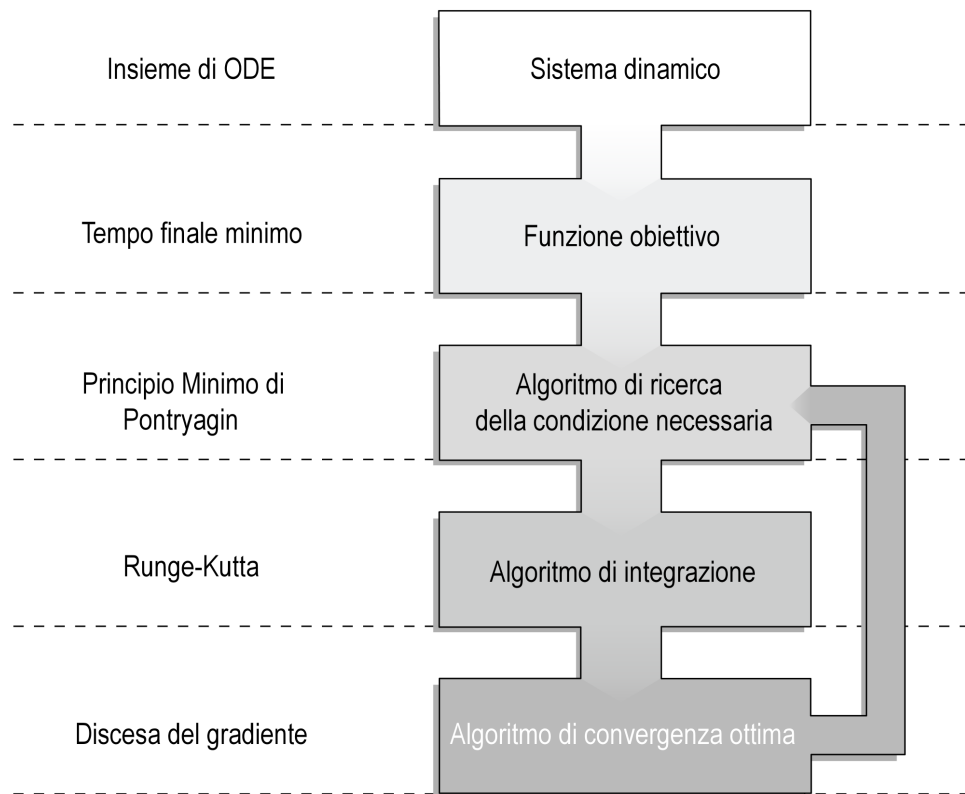 Insieme di ODE
Sistema dinamico
Tempo finale minimo
Funzione obiettivo
Principio Minimo di
Pontryagin
Algoritmo di ricerca
della condizione necessaria
Runge-Kutta
Algoritmo di integrazione
Discesa del gradiente
Algoritmo di convergenza ottima